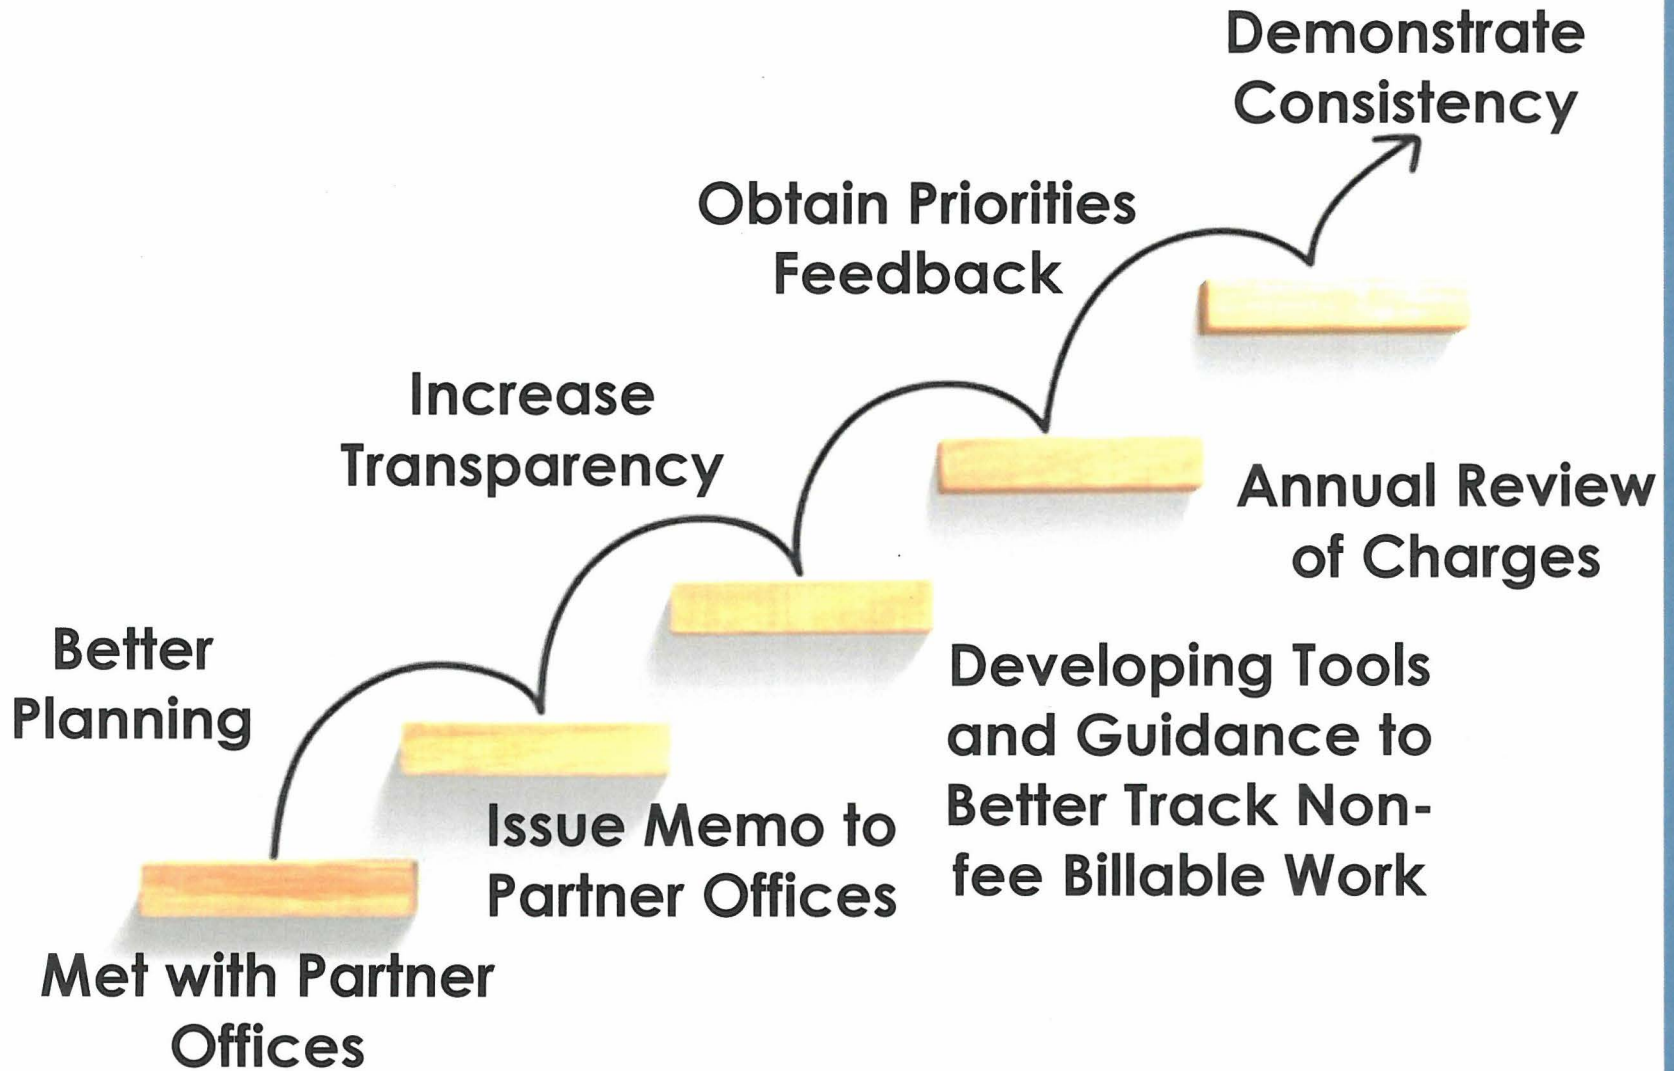 Demonstrate
Consistency
Obtain Priorities
Feedback
Increase
Transparency
Annual Review
of Charges
Better
Planning
Developing Tools
and Guidance to
Better Track Non-
fee Billable Work
Issue Memo to
Partner Offices
Met with Partner
Offices